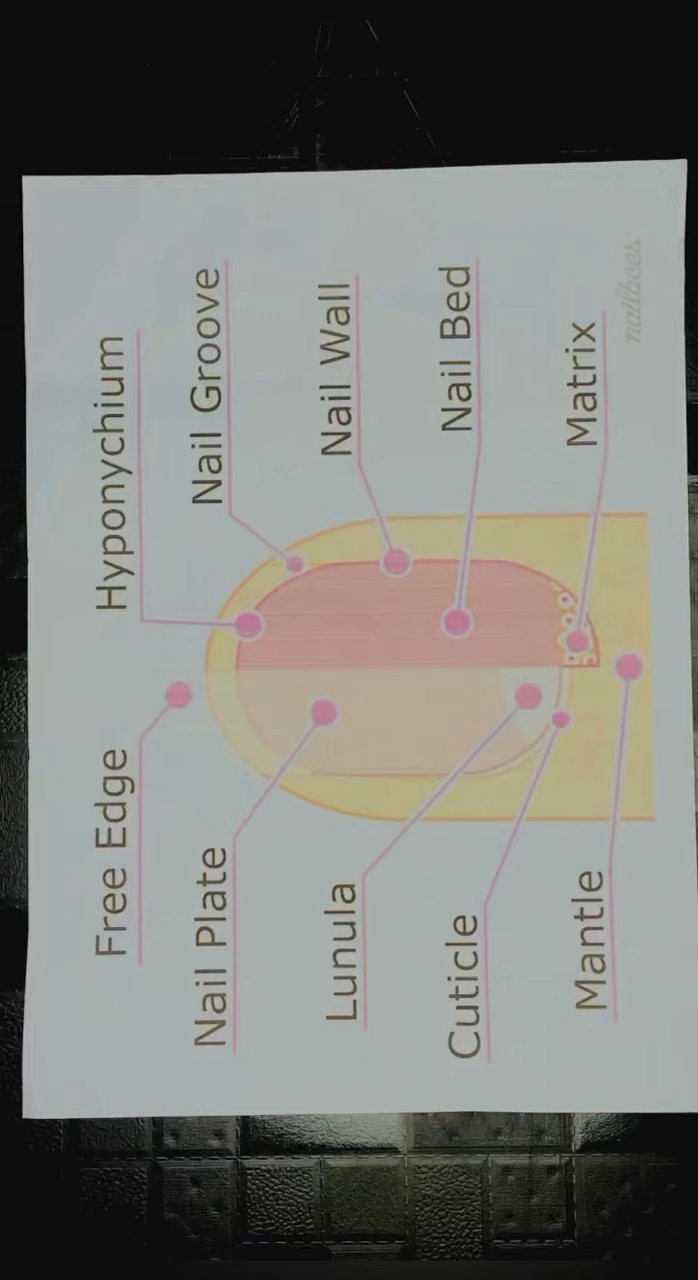 Free Edge
Hyponychium
Nail Plate
Nail Groove
Lunula
Nail Wall
Cuticle
Nail Bed
Mantle
Matrix
nailbees